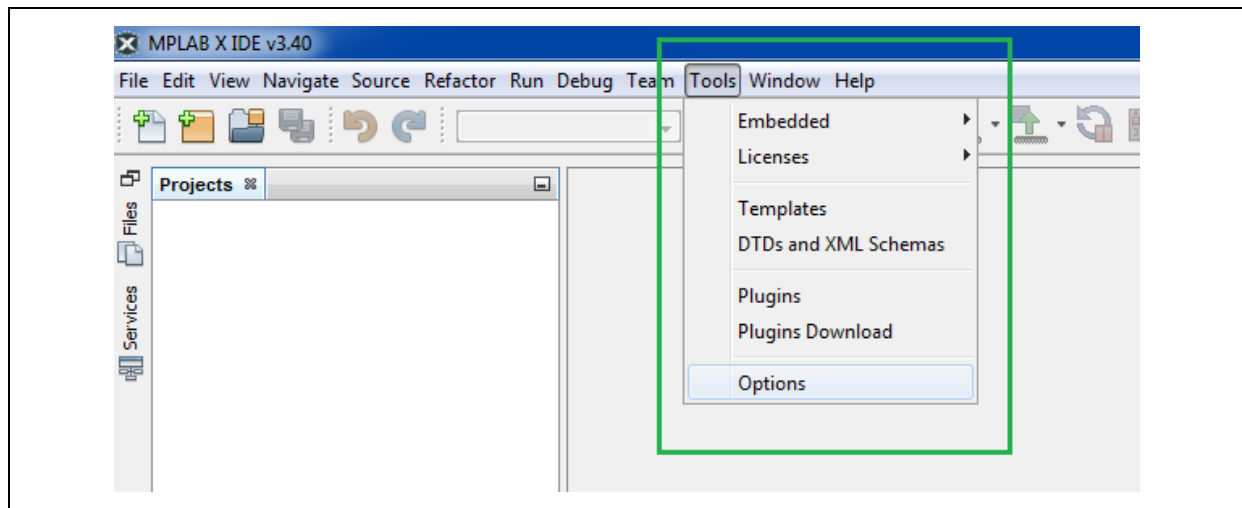 MPLAB X IDE v3.40
File Edit View Navigate Source Refactor Run Debug Team Tools Window Help
Embedded
Licenses
Projects
Files
Templates
DTDs and XML Schemas
Services
Plugins
Plugins Download
Options